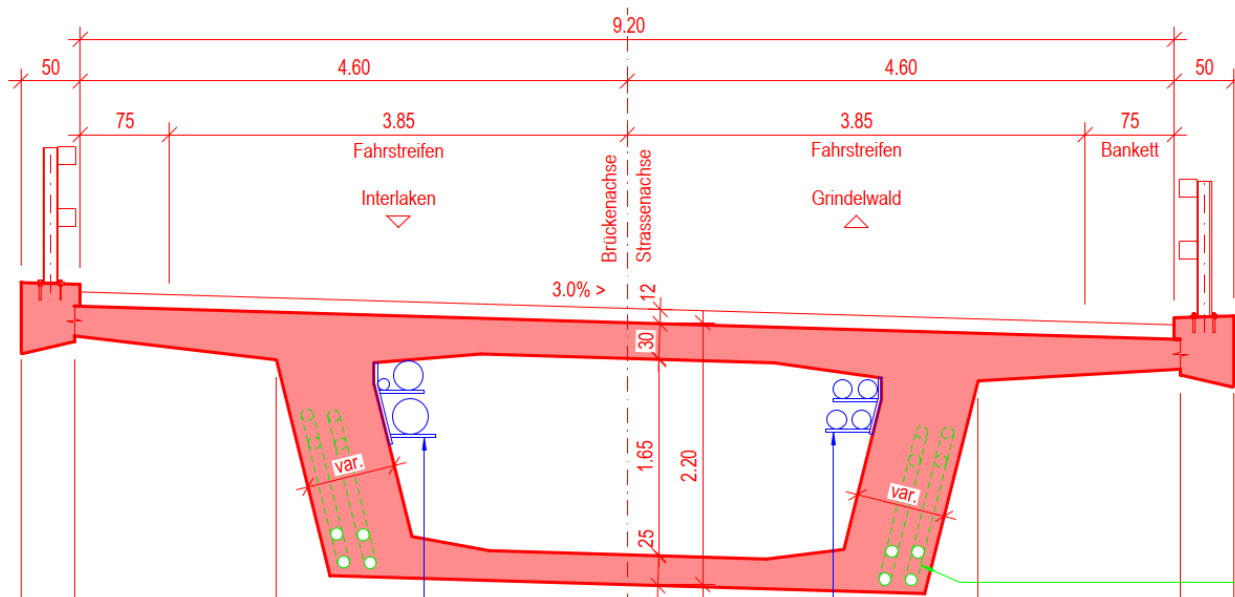 9.20
50
4.60
4.60
50
75
3.85
3.85
75
Fahrstreifen
Fahrstreifen
Bankett
Interlaken
Grindelwald
Brückenachse
Strassenachse
3.0% >
12
30
var.
1.65
2.20
var.
25